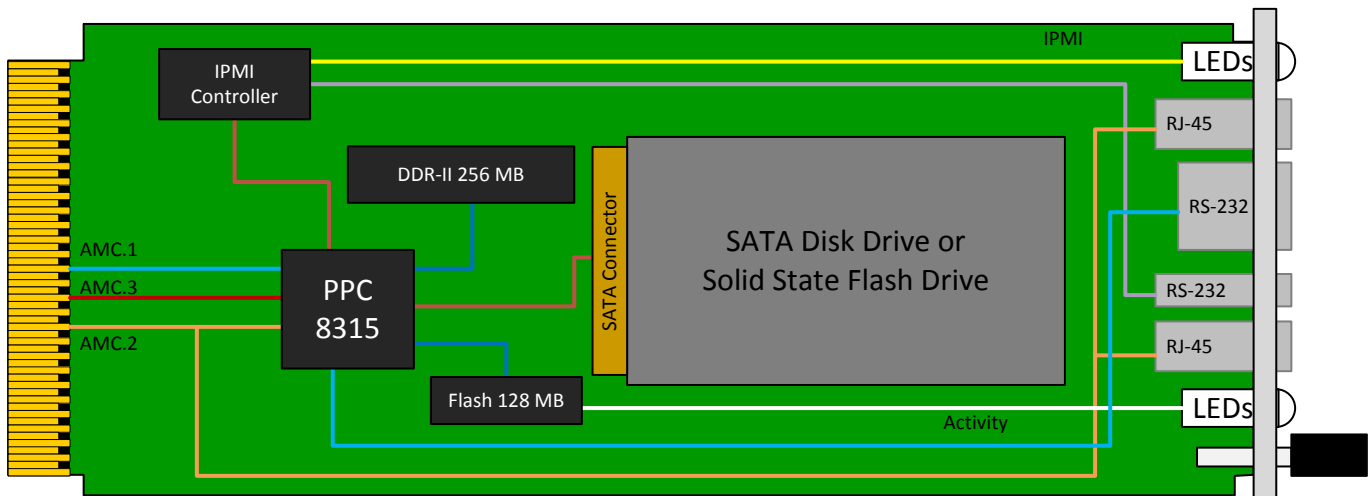 IPMI
LEDs
IPMI
Controller
RJ-45
DDR-II 256 MB
RS-232
AMC.1
SATA Connector
SATA Disk Drive or
Solid State Flash Drive
AMC.3
PPC
8315
RS-232
AMC.2
RJ-45
Flash 128 MB
LEDs
Activity